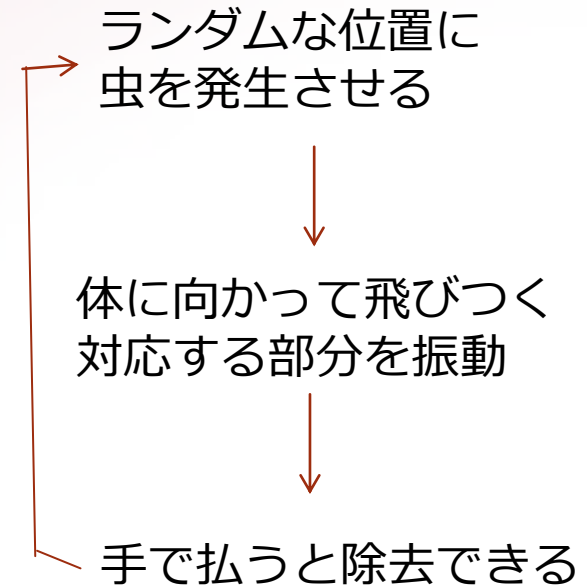 ランダムな位置に
虫を発生させる
体に向かって飛びつく
対応する部分を振動
手で払うと除去できる